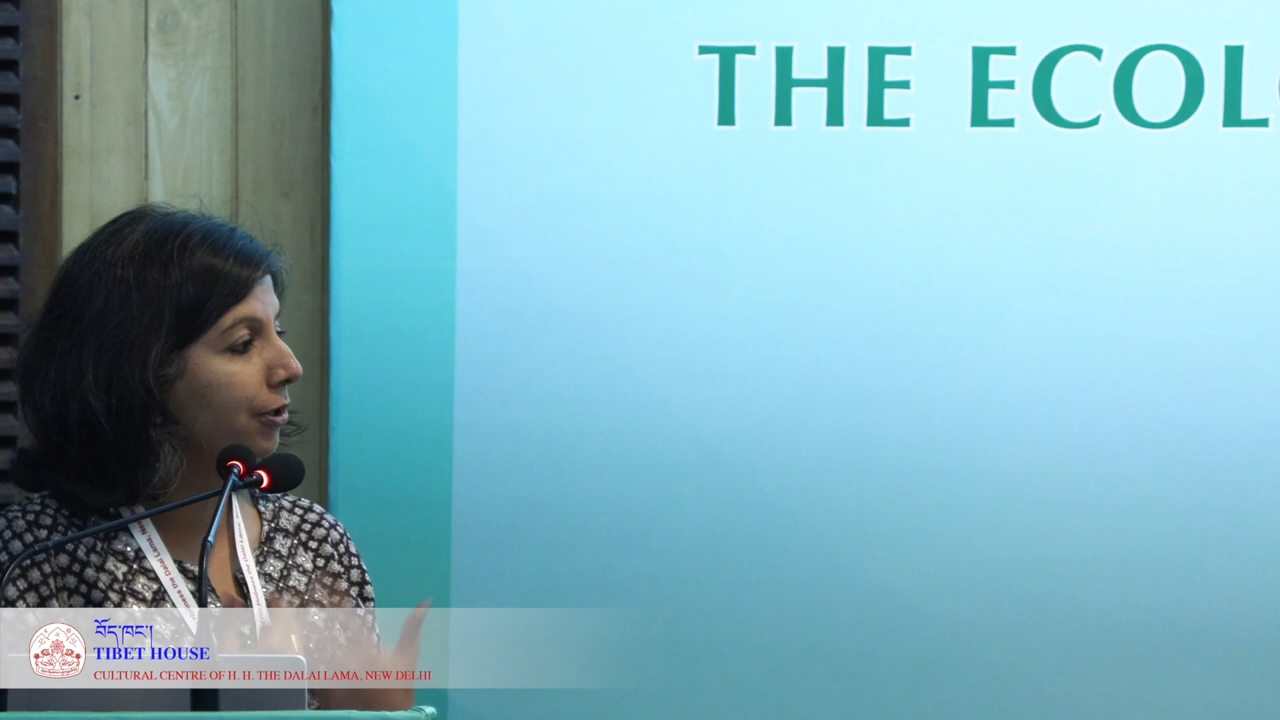 THE ECOL
བོད་ཁང་།
TIBET HOUSE
CULTURAL CENTRE OF H. H. THE DALAI LAMA, NEW DELHI